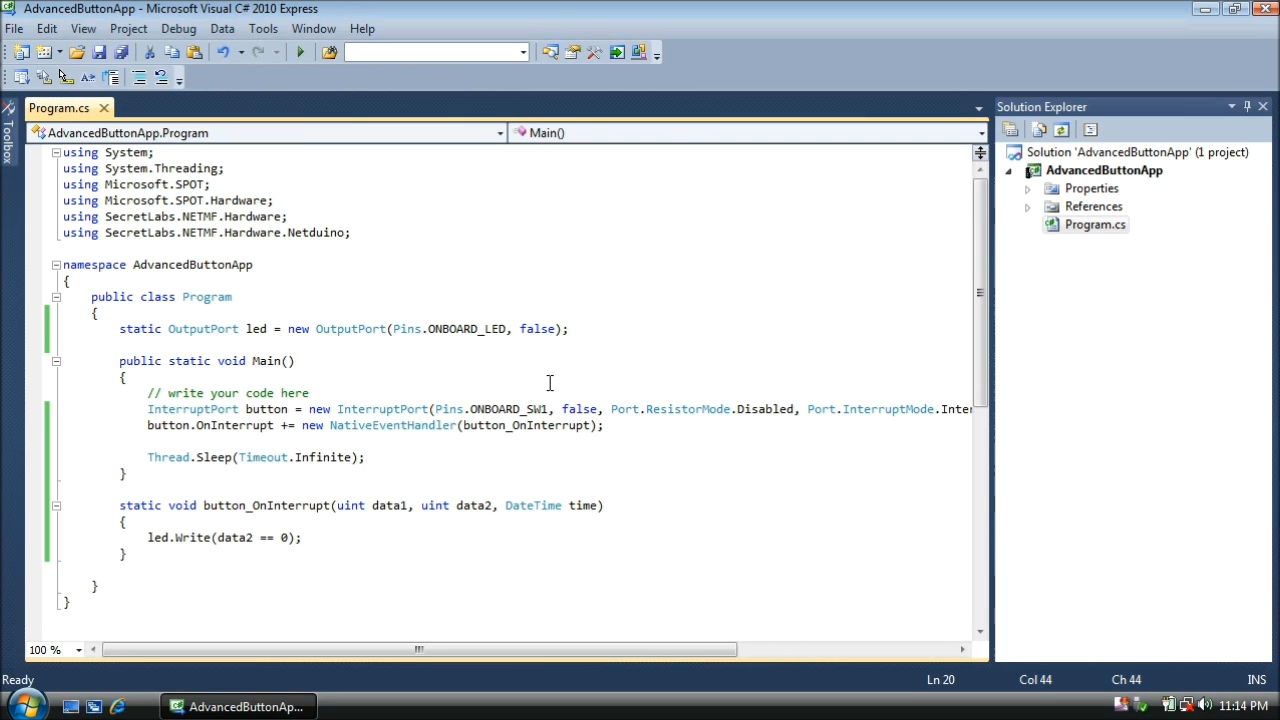 AdvancedButtonApp - Microsoft Visual C# 2010 Express
File Edit View Project Debug Data Tools Window Help
Program.cs
Solution Explorer
Toolbox
AdvancedButtonApp.Program
Main()
using System;
using System.Threading;
using Microsoft.SPOT;
using Microsoft.SPOT.Hardware;
using SecretLabs.NETMF.Hardware;
using SecretLabs.NETMF.Hardware.Netduino;
namespace AdvancedButtonApp
{
public class Program
{
static OutputPort led = new OutputPort(Pins.ONBOARD_LED, false);
public static void Main()
{
// write your code here
InterruptPort button = new InterruptPort(Pins.ONBOARD_SW1, false, Port.ResistorMode.Disabled, Port.InterruptMode.Inter
button.OnInterrupt += new NativeEventHandler(button_OnInterrupt);
Thread.Sleep(Timeout.Infinite);
}
static void button_OnInterrupt(uint data1, uint data2, DateTime time)
{
led.Write(data2 == 0);
}
}
}
Solution 'AdvancedButtonApp' (1 project)
AdvancedButtonApp
Properties
References
Program.cs
100 %
Ready
Ln 20 Col 44 Ch 44 INS
AdvancedButtonAp...
11:14 PM